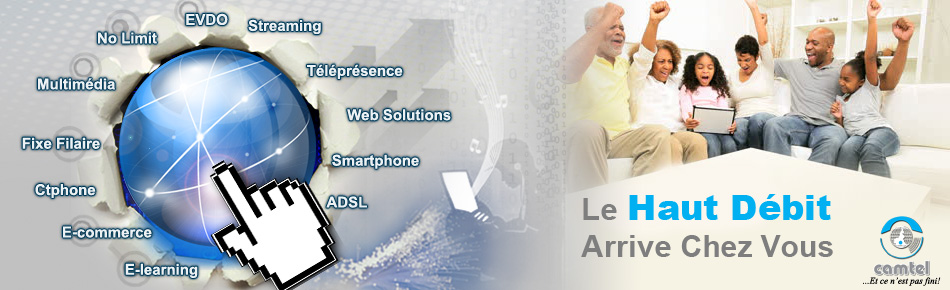 EVDO
Streaming
No Limit
Téléprésence
Multimédia
Web Solutions
Fixe Filaire
Smartphone
Ctphone
ADSL
E-commerce
E-learning
Le Haut Débit
Arrive Chez Vous
camtel
...Et ce n'est pas fini!